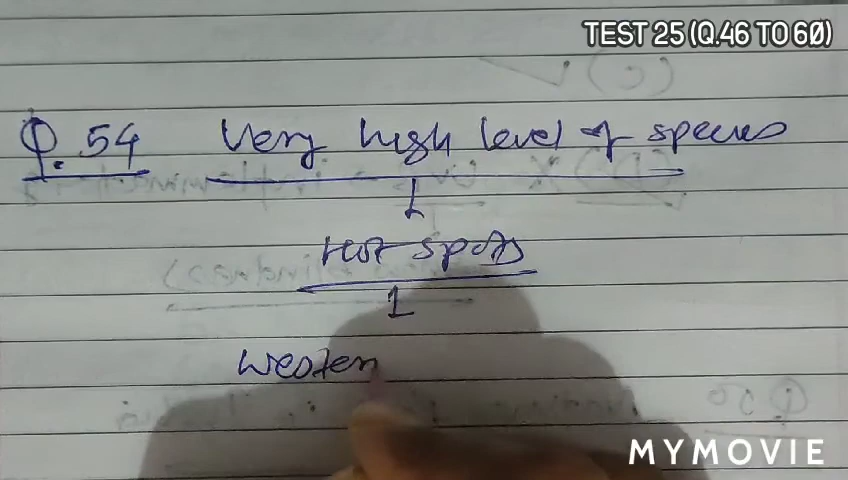 TEST 25 (Q.46 TO 60)
Q. 54 Very high level of species
Hot spots
Western
MYMOVIE